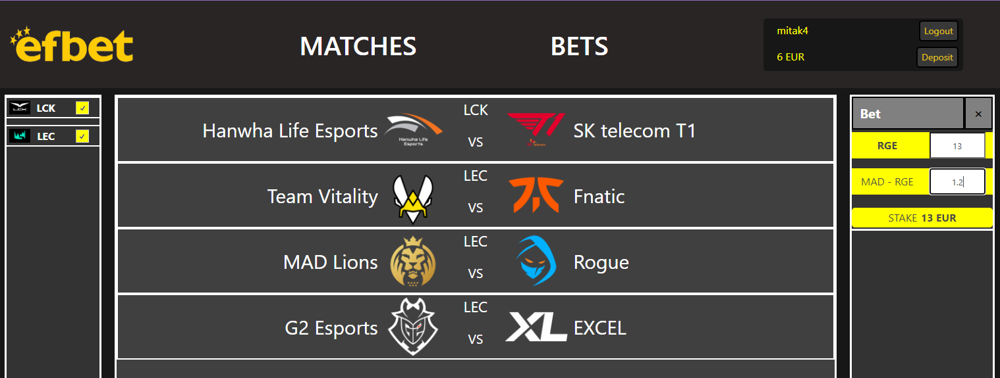 efbet
MATCHES
BETS
mitak4
Logout
6 EUR
Deposit
LCK
LEC
Hanwha Life Esports
Hanwha Life
Esports
LCK
VS
SK telecom T1
Team Vitality
LEC
VS
Fnatic
MAD Lions
LEC
VS
Rogue
G2 Esports
LEC
VS
XL
EXCEL
Bet
×
RGE
13
MAD - RGE
1.2
STAKE 13 EUR